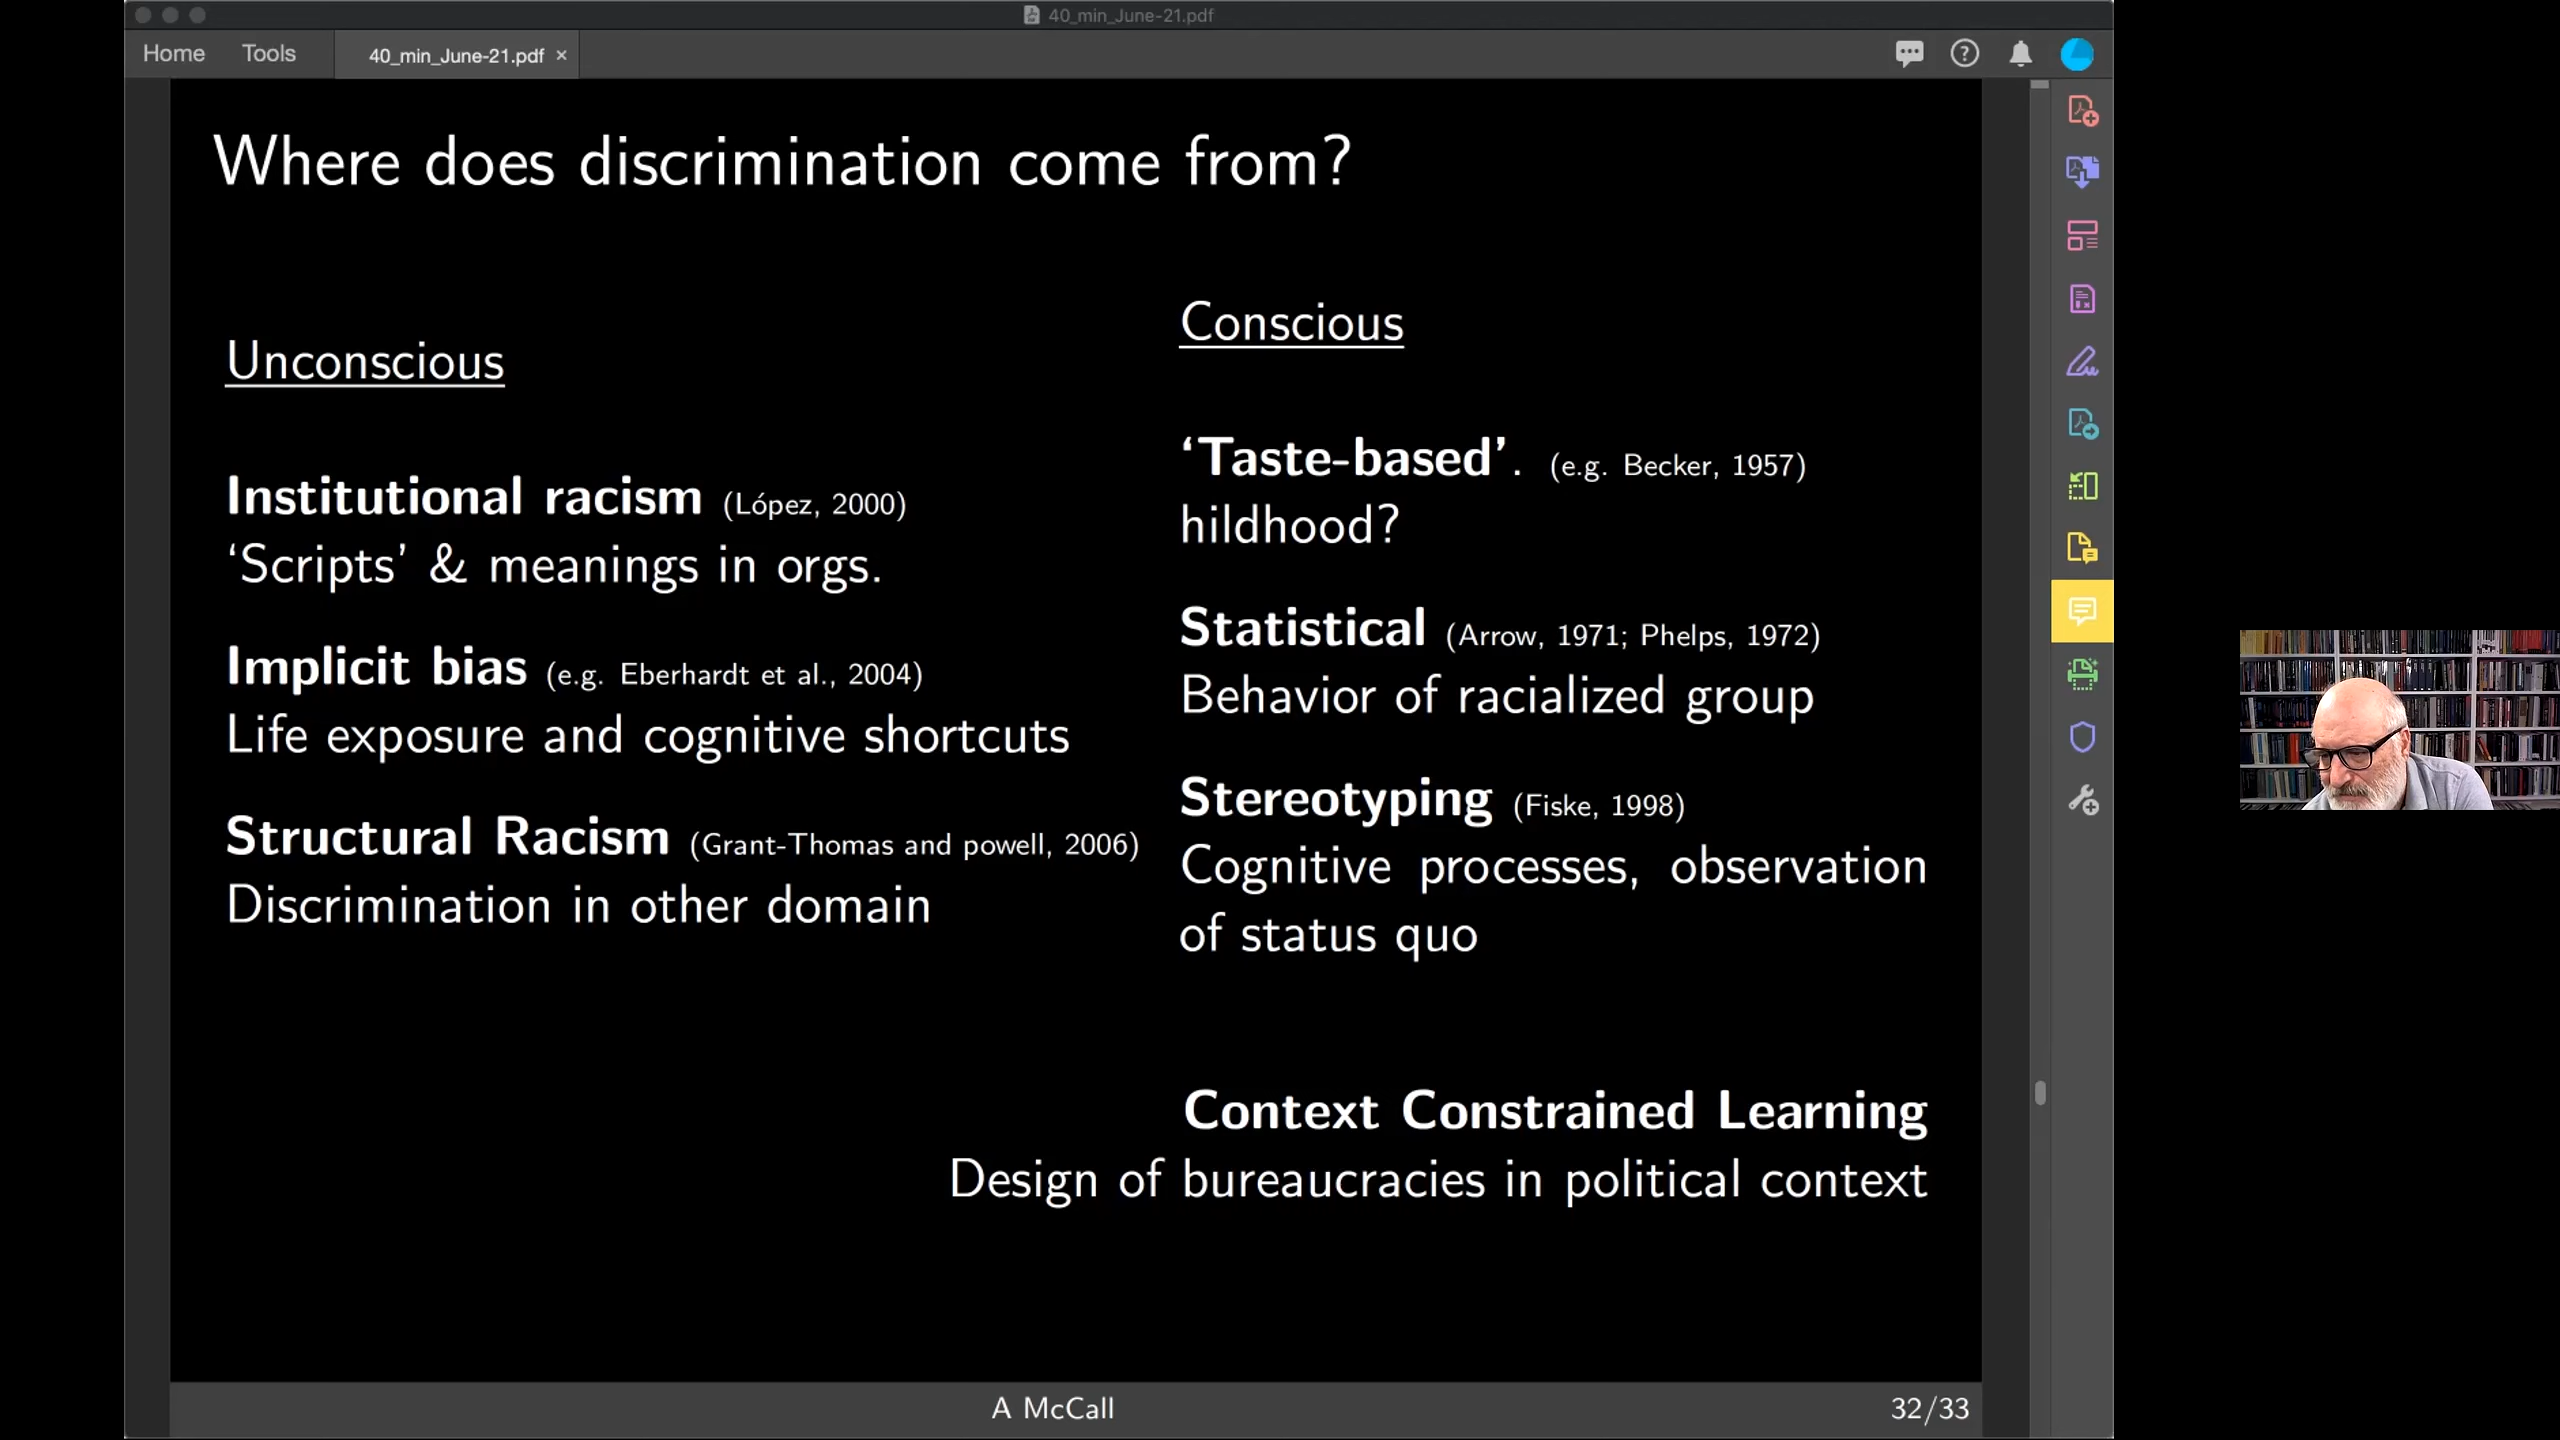 40_min_June-21.pdf
Home Tools 40_min_June-21.pdf ×
Where does discrimination come from?
Unconscious
Institutional racism (López, 2000)
‘Scripts’ & meanings in orgs.
Implicit bias (e.g. Eberhardt et al., 2004)
Life exposure and cognitive shortcuts
Structural Racism (Grant-Thomas and powell, 2006)
Discrimination in other domain
Conscious
‘Taste-based’. (e.g. Becker, 1957)
hildhood?
Statistical (Arrow, 1971; Phelps, 1972)
Behavior of racialized group
Stereotyping (Fiske, 1998)
Cognitive processes, observation
of status quo
Context Constrained Learning
Design of bureaucracies in political context
A McCall
32/33